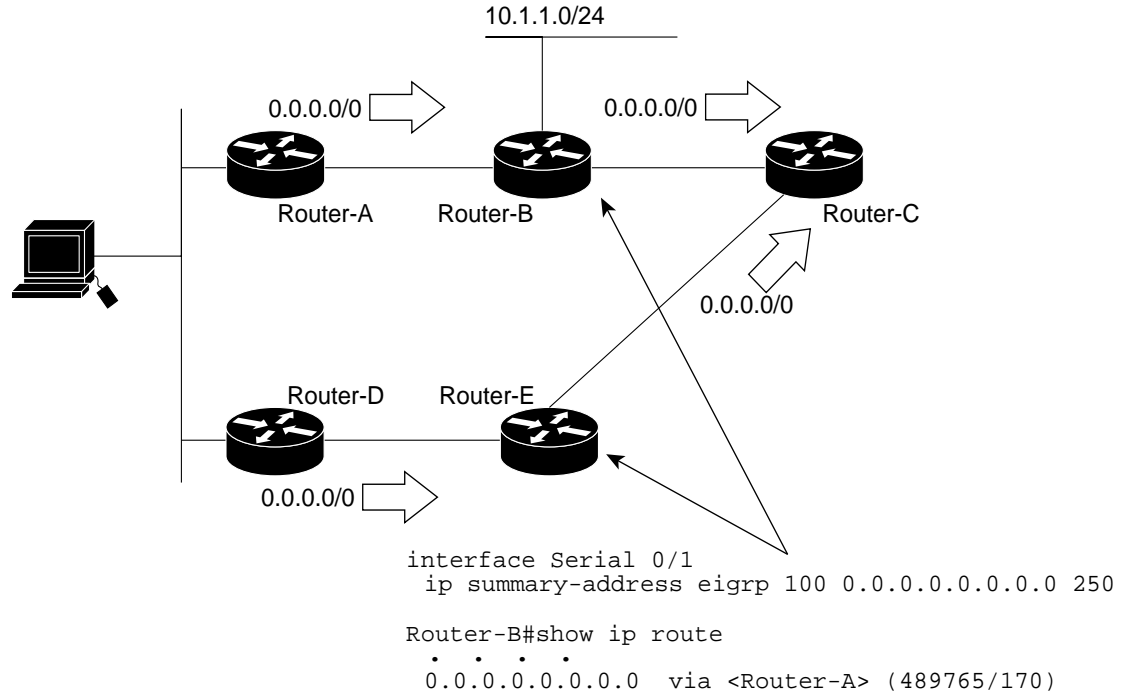 10.1.1.0/24
0.0.0.0/0
0.0.0.0/0
Router-A
Router-B
Router-C
0.0.0.0/0
Router-D
Router-E
0.0.0.0/0
interface Serial 0/1
ip summary-address eigrp 100 0.0.0.0.0.0.0.0 250
Router-B#show ip route
. . . .
0.0.0.0.0.0.0.0 via <Router-A> (489765/170)